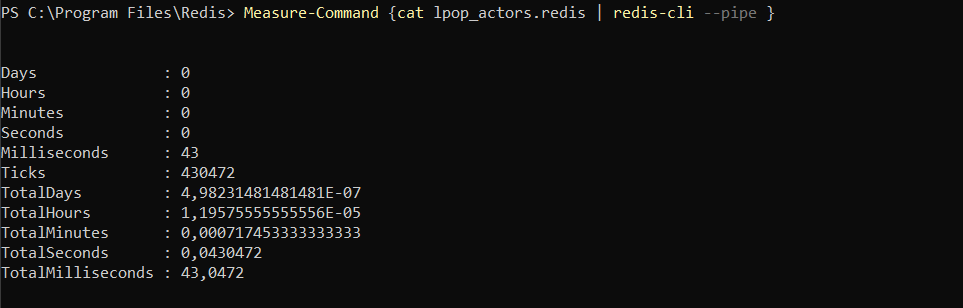 PS C:\Program Files\Redis> Measure-Command {cat lpop_actors.redis | redis-cli --pipe }
Days              : 0
Hours             : 0
Minutes           : 0
Seconds           : 0
Milliseconds      : 43
Ticks             : 430472
TotalDays         : 4,98231481481481E-07
TotalHours        : 1,19575555555556E-05
TotalMinutes      : 0,000717453333333333
TotalSeconds      : 0,0430472
TotalMilliseconds : 43,0472